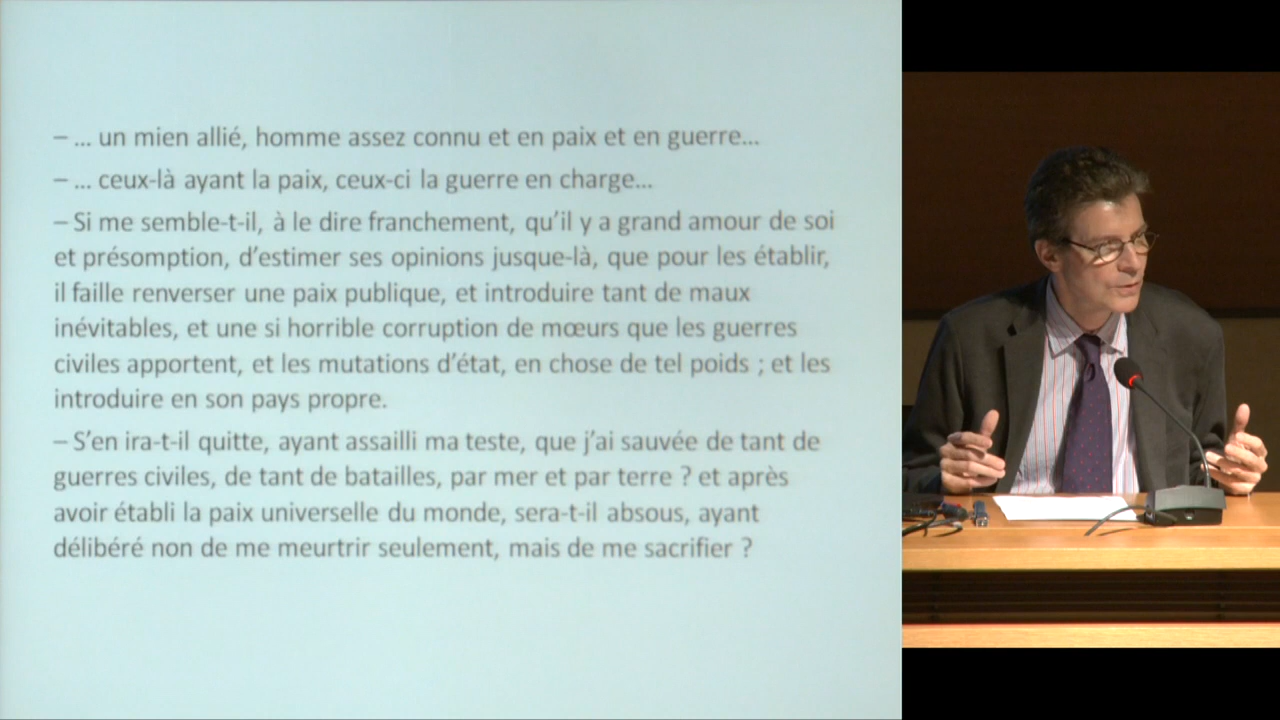 – ... un mien allié, homme assez connu et en paix et en guerre...
– ... ceux-là ayant la paix, ceux-ci la guerre en charge...
– Si me semble-t-il, à le dire franchement, qu'il y a grand amour de soi
et présomption, d'estimer ses opinions jusque-là, que pour les établir,
il faille renverser une paix publique, et introduire tant de maux
inévitables, et une si horrible corruption de mœurs que les guerres
civiles apportent, et les mutations d'état, en chose de tel poids ; et les
introduire en son pays propre.
– S'en ira-t-il quitte, ayant assailli ma teste, que j'ai sauvée de tant de
guerres civiles, de tant de batailles, par mer et par terre ? et après
avoir établi la paix universelle du monde, sera-t-il absous, ayant
délibéré non de me meurtrir seulement, mais de me sacrifier ?